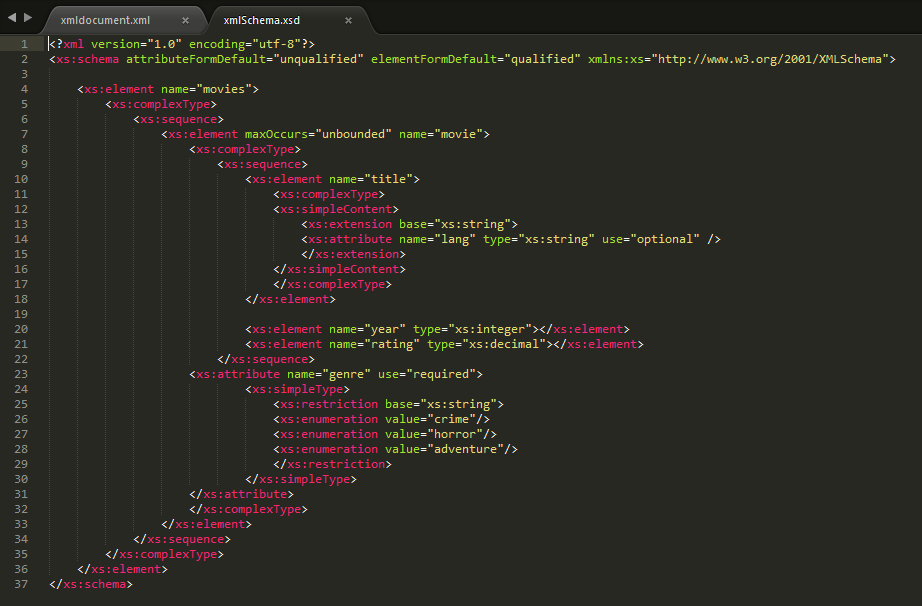 xmldocument.xml × xmlSchema.xsd ×
1 <?xml version="1.0" encoding="utf-8"?>
2 <xs:schema attributeFormDefault="unqualified" elementFormDefault="qualified" xmlns:xs="http://www.w3.org/2001/XMLSchema">
3
4 <xs:element name="movies">
5 <xs:complexType>
6 <xs:sequence>
7 <xs:element maxOccurs="unbounded" name="movie">
8 <xs:complexType>
9 <xs:sequence>
10 <xs:element name="title">
11 <xs:complexType>
12 <xs:simpleContent>
13 <xs:extension base="xs:string">
14 <xs:attribute name="lang" type="xs:string" use="optional" />
15 </xs:extension>
16 </xs:simpleContent>
17 </xs:complexType>
18 </xs:element>
19
20 <xs:element name="year" type="xs:integer"></xs:element>
21 <xs:element name="rating" type="xs:decimal"></xs:element>
22 </xs:sequence>
23 <xs:attribute name="genre" use="required">
24 <xs:simpleType>
25 <xs:restriction base="xs:string">
26 <xs:enumeration value="crime"/>
27 <xs:enumeration value="horror"/>
28 <xs:enumeration value="adventure"/>
29 </xs:restriction>
30 </xs:simpleType>
31 </xs:attribute>
32 </xs:complexType>
33 </xs:element>
34 </xs:sequence>
35 </xs:complexType>
36 </xs:element>
37 </xs:schema>